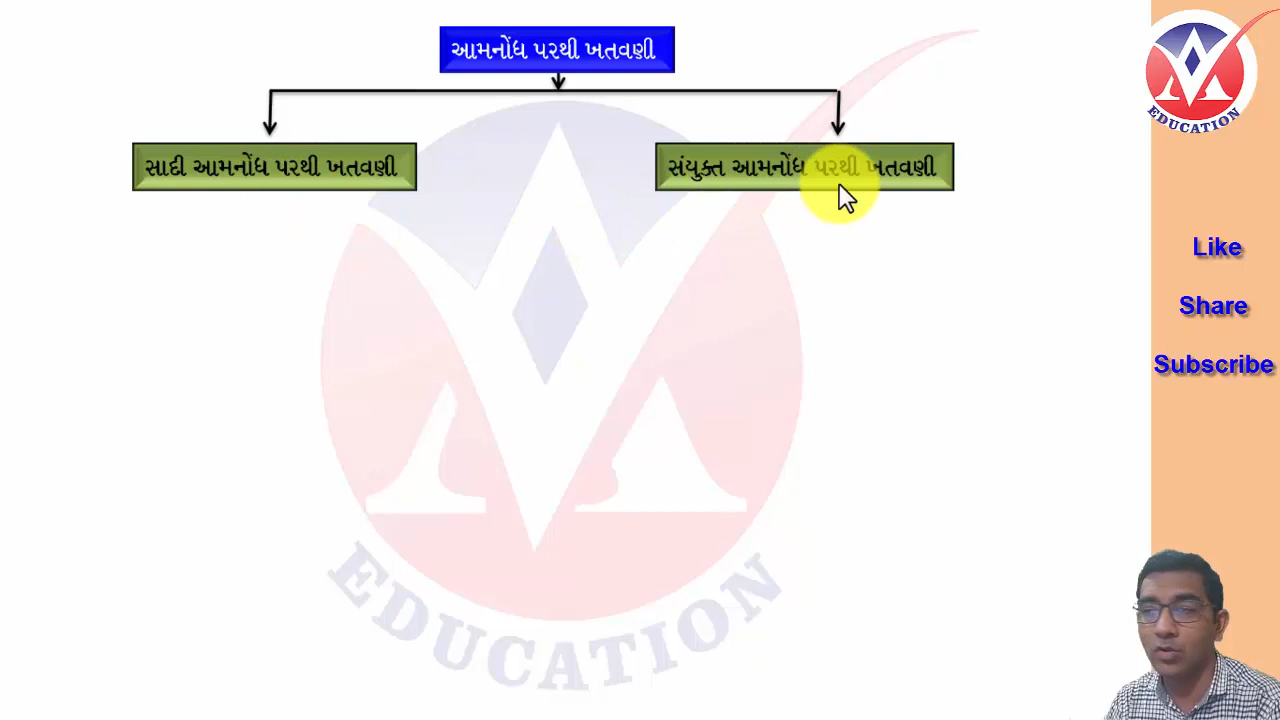 આમનોંધ પરથી ખતવણી
સાદી આમનોંધ પરથી ખતવણી
સંયુક્ત આમનોંધ પરથી ખતવણી
EDUCATION
Like
Share
Subscribe
EDUCATION